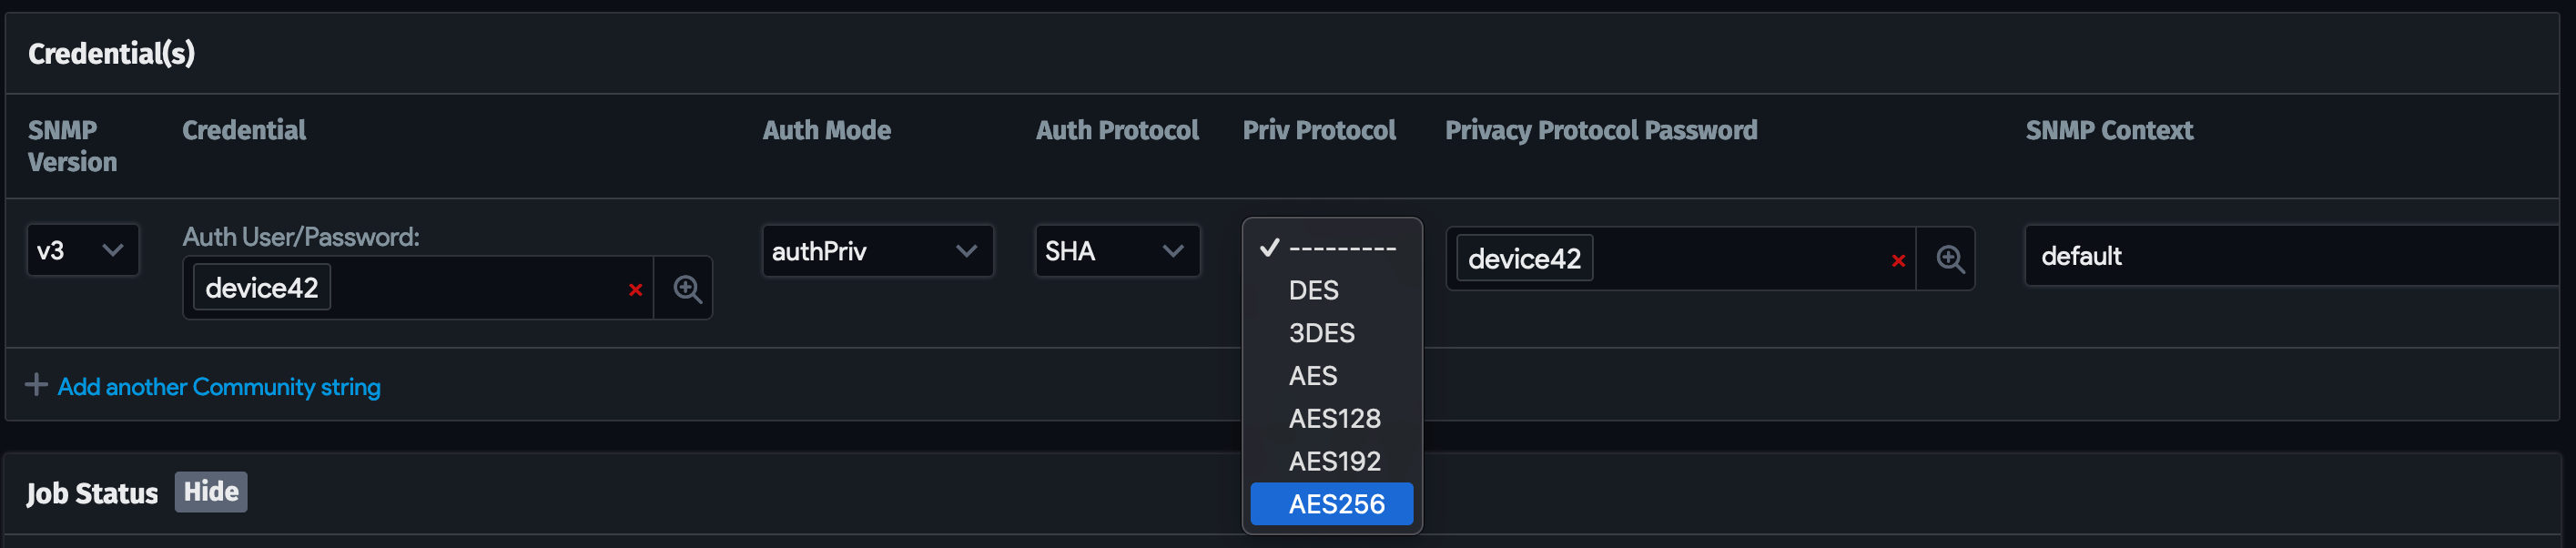 Credential(s)
SNMP Version
Credential
Auth Mode
Auth Protocol
Priv Protocol
Privacy Protocol Password
SNMP Context
v3
Auth User/Password:
device42
×
authPriv
SHA
---------
DES
3DES
AES
AES128
AES192
AES256
device42
×
default
Add another Community string
Job Status Hide